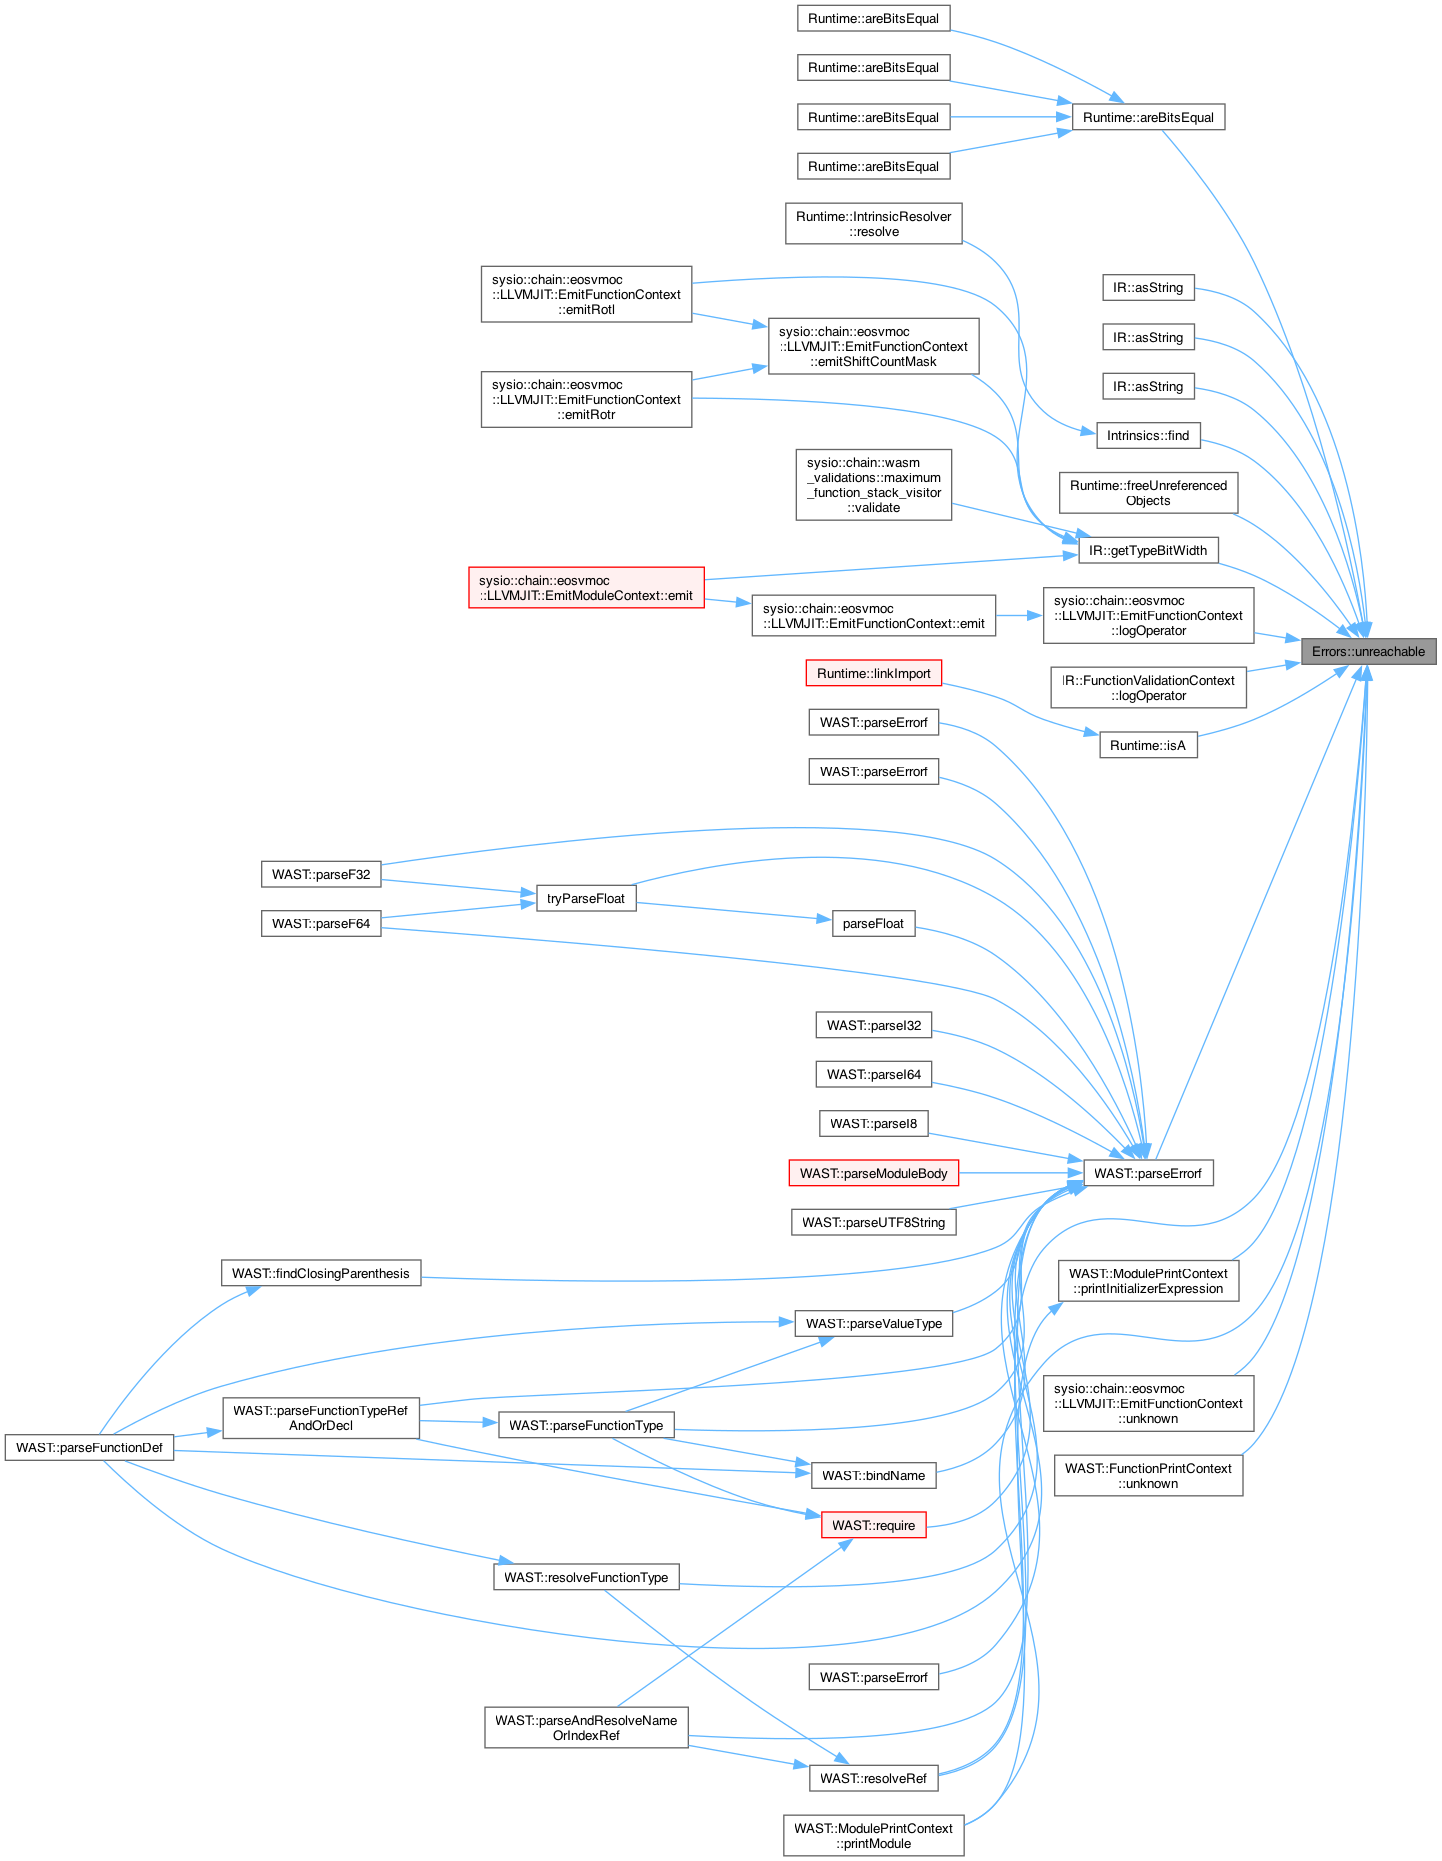 Runtime::areBitsEqual
Runtime::areBitsEqual
Runtime::areBitsEqual
Runtime::areBitsEqual
Runtime::areBitsEqual
Runtime::IntrinsicResolver
::resolve
sysio::chain::eosvmoc
::LLVMJIT::EmitFunctionContext
::emitRotl
IR::asString
IR::asString
IR::asString
sysio::chain::eosvmoc
::LLVMJIT::EmitFunctionContext
::emitShiftCountMask
sysio::chain::eosvmoc
::LLVMJIT::EmitFunctionContext
::emitRotr
Intrinsics::find
sysio::chain::wasm
_validations::maximum
_function_stack_visitor
::validate
Runtime::freeUnreferenced
Objects
IR::getTypeBitWidth
sysio::chain::eosvmoc
::LLVMJIT::EmitModuleContext::emit
sysio::chain::eosvmoc
::LLVMJIT::EmitFunctionContext::emit
sysio::chain::eosvmoc
::LLVMJIT::EmitFunctionContext
::logOperator
Errors::unreachable
Runtime::linkImport
IR::FunctionValidationContext
::logOperator
WAST::parseErrorf
Runtime::isA
WAST::parseErrorf
WAST::parseF32
tryParseFloat
WAST::parseF64
parseFloat
WAST::parseI32
WAST::parseI64
WAST::parseI8
WAST::parseModuleBody
WAST::parseErrorf
WAST::parseUTF8String
WAST::findClosingParenthesis
WAST::ModulePrintContext
::printInitializerExpression
WAST::parseValueType
sysio::chain::eosvmoc
::LLVMJIT::EmitFunctionContext
::unknown
WAST::parseFunctionTypeRef
AndOrDecl
WAST::parseFunctionType
WAST::parseFunctionDef
WAST::bindName
WAST::FunctionPrintContext
::unknown
WAST::require
WAST::resolveFunctionType
WAST::parseErrorf
WAST::parseAndResolveName
OrIndexRef
WAST::resolveRef
WAST::ModulePrintContext
::printModule